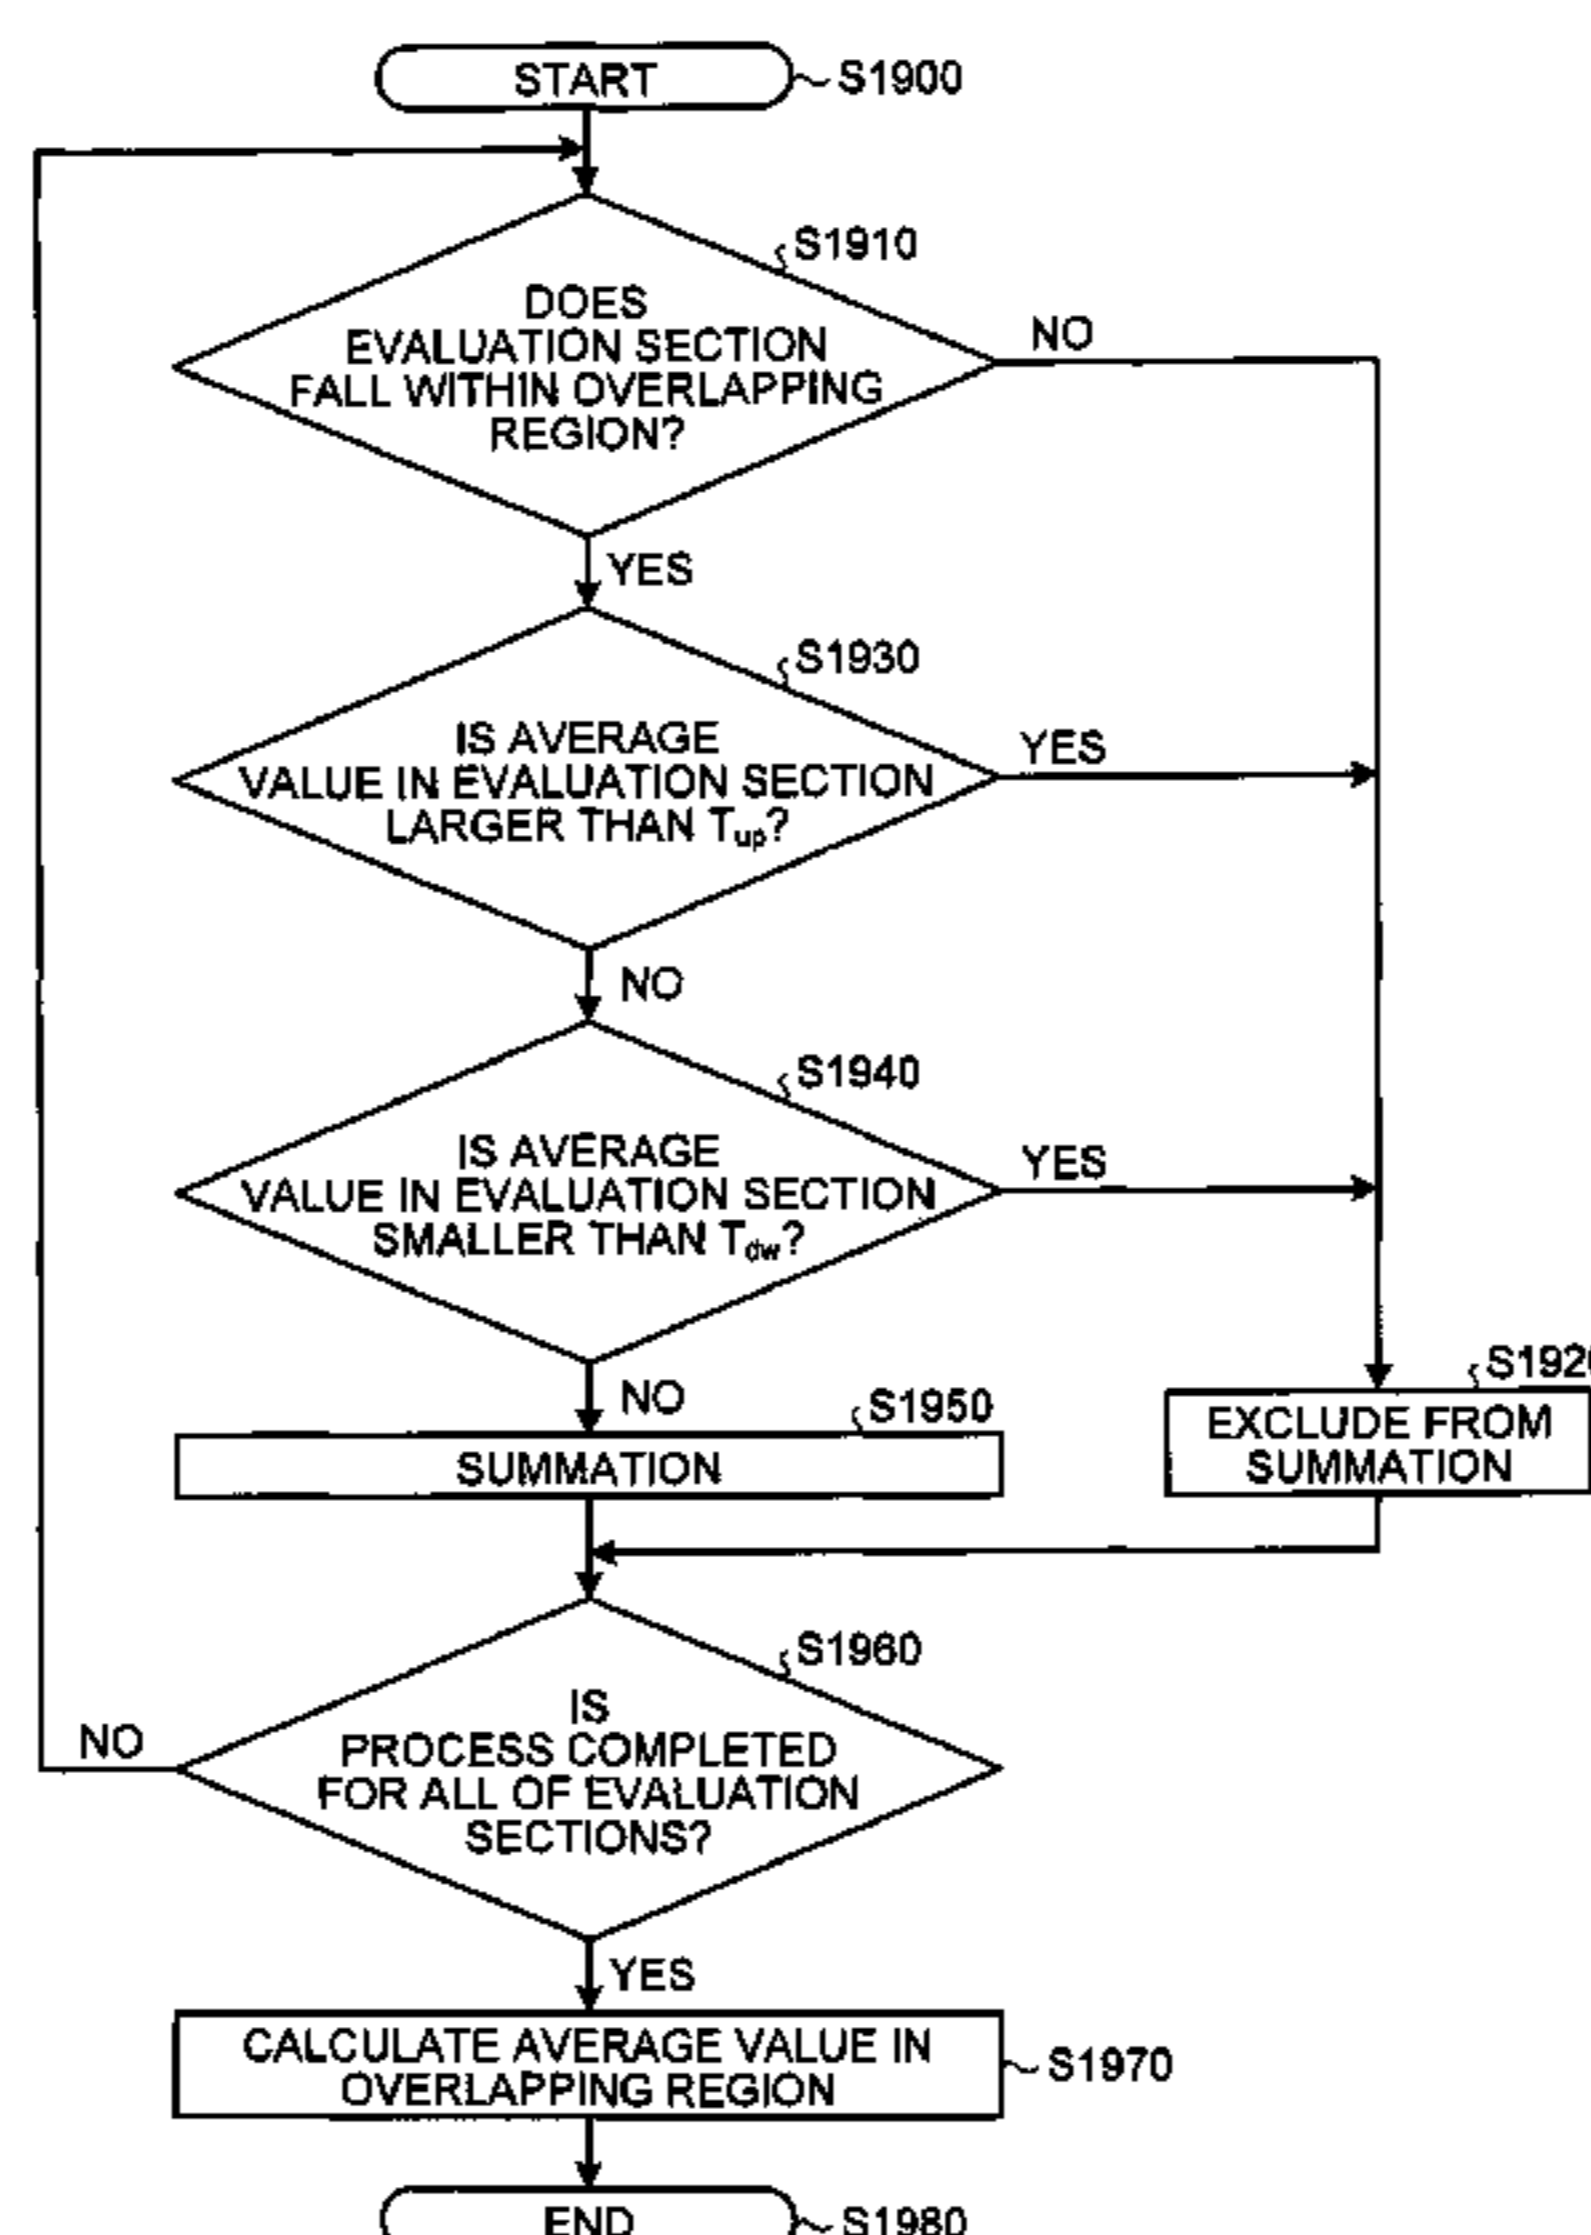 START
S1900
S1910
DOES
EVALUATION SECTION
FALL WITHIN OVERLAPPING
REGION?
NO
YES
S1930
IS AVERAGE
VALUE IN EVALUATION SECTION
LARGER THAN Tup?
YES
NO
S1940
IS AVERAGE
VALUE IN EVALUATION SECTION
SMALLER THAN Tdw?
YES
NO
S1950
SUMMATION
S1920
EXCLUDE FROM
SUMMATION
S1960
IS
PROCESS COMPLETED
FOR ALL OF EVALUATION
SECTIONS?
NO
YES
CALCULATE AVERAGE VALUE IN
OVERLAPPING REGION
S1970
END
S1980